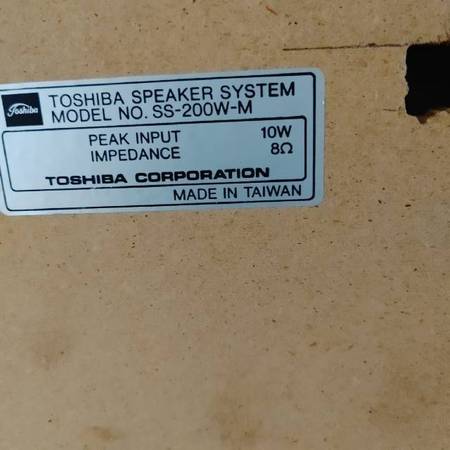 Toshiba
TOSHIBA SPEAKER SYSTEM
MODEL NO. SS-200W-M
PEAK INPUT 10W
IMPEDANCE 8Ω
TOSHIBA CORPORATION
MADE IN TAIWAN